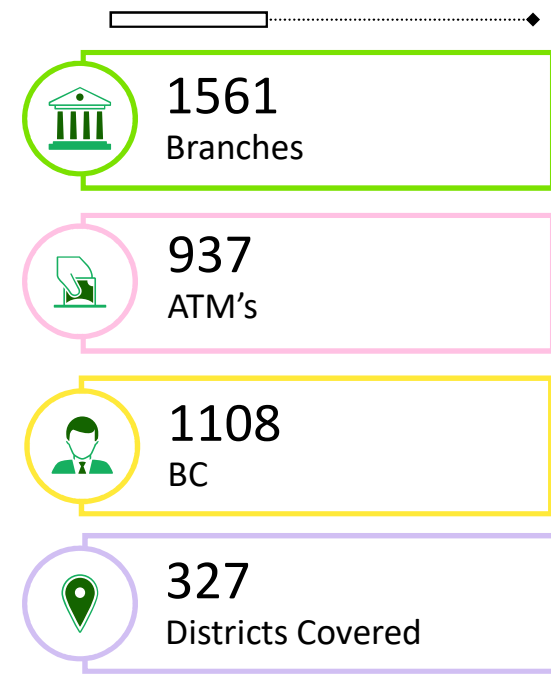 1561
Branches
937
ATM’s
1108
BC
327
Districts Covered